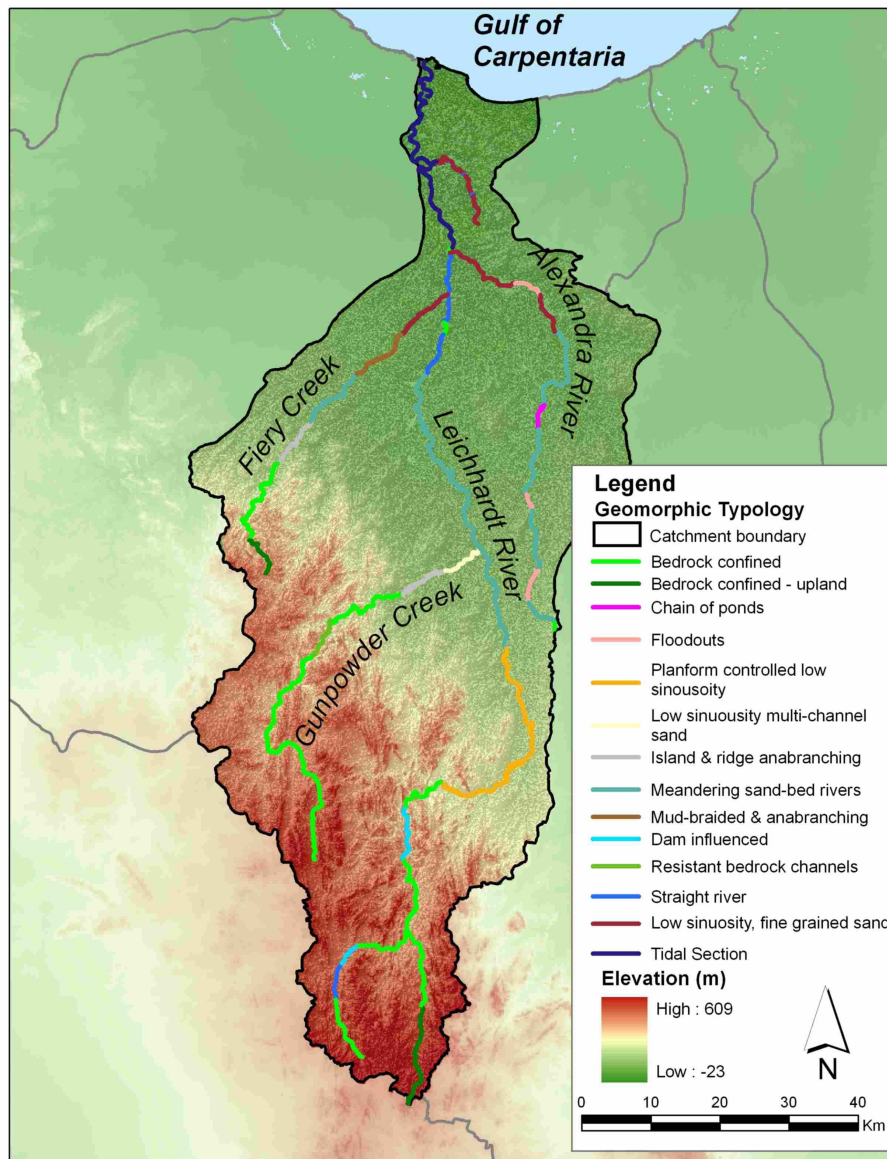 Gulf of
Carpentaria
Alexandra River
Fiery Creek
Leichhardt River
Gunpowder Creek
Legend
Geomorphic Typology
Catchment boundary
Bedrock confined
Bedrock confined - upland
Chain of ponds
Floodouts
Planform controlled low
sinousoity
Low sinuousity multi-channel
sand
Island & ridge anabranching
Meandering sand-bed rivers
Mud-braided & anabranching
Dam influenced
Resistant bedrock channels
Straight river
Low sinuosity, fine grained sand
Tidal Section
Elevation (m)
High : 609
Low : -23
N
0 10 20 30 40
Km